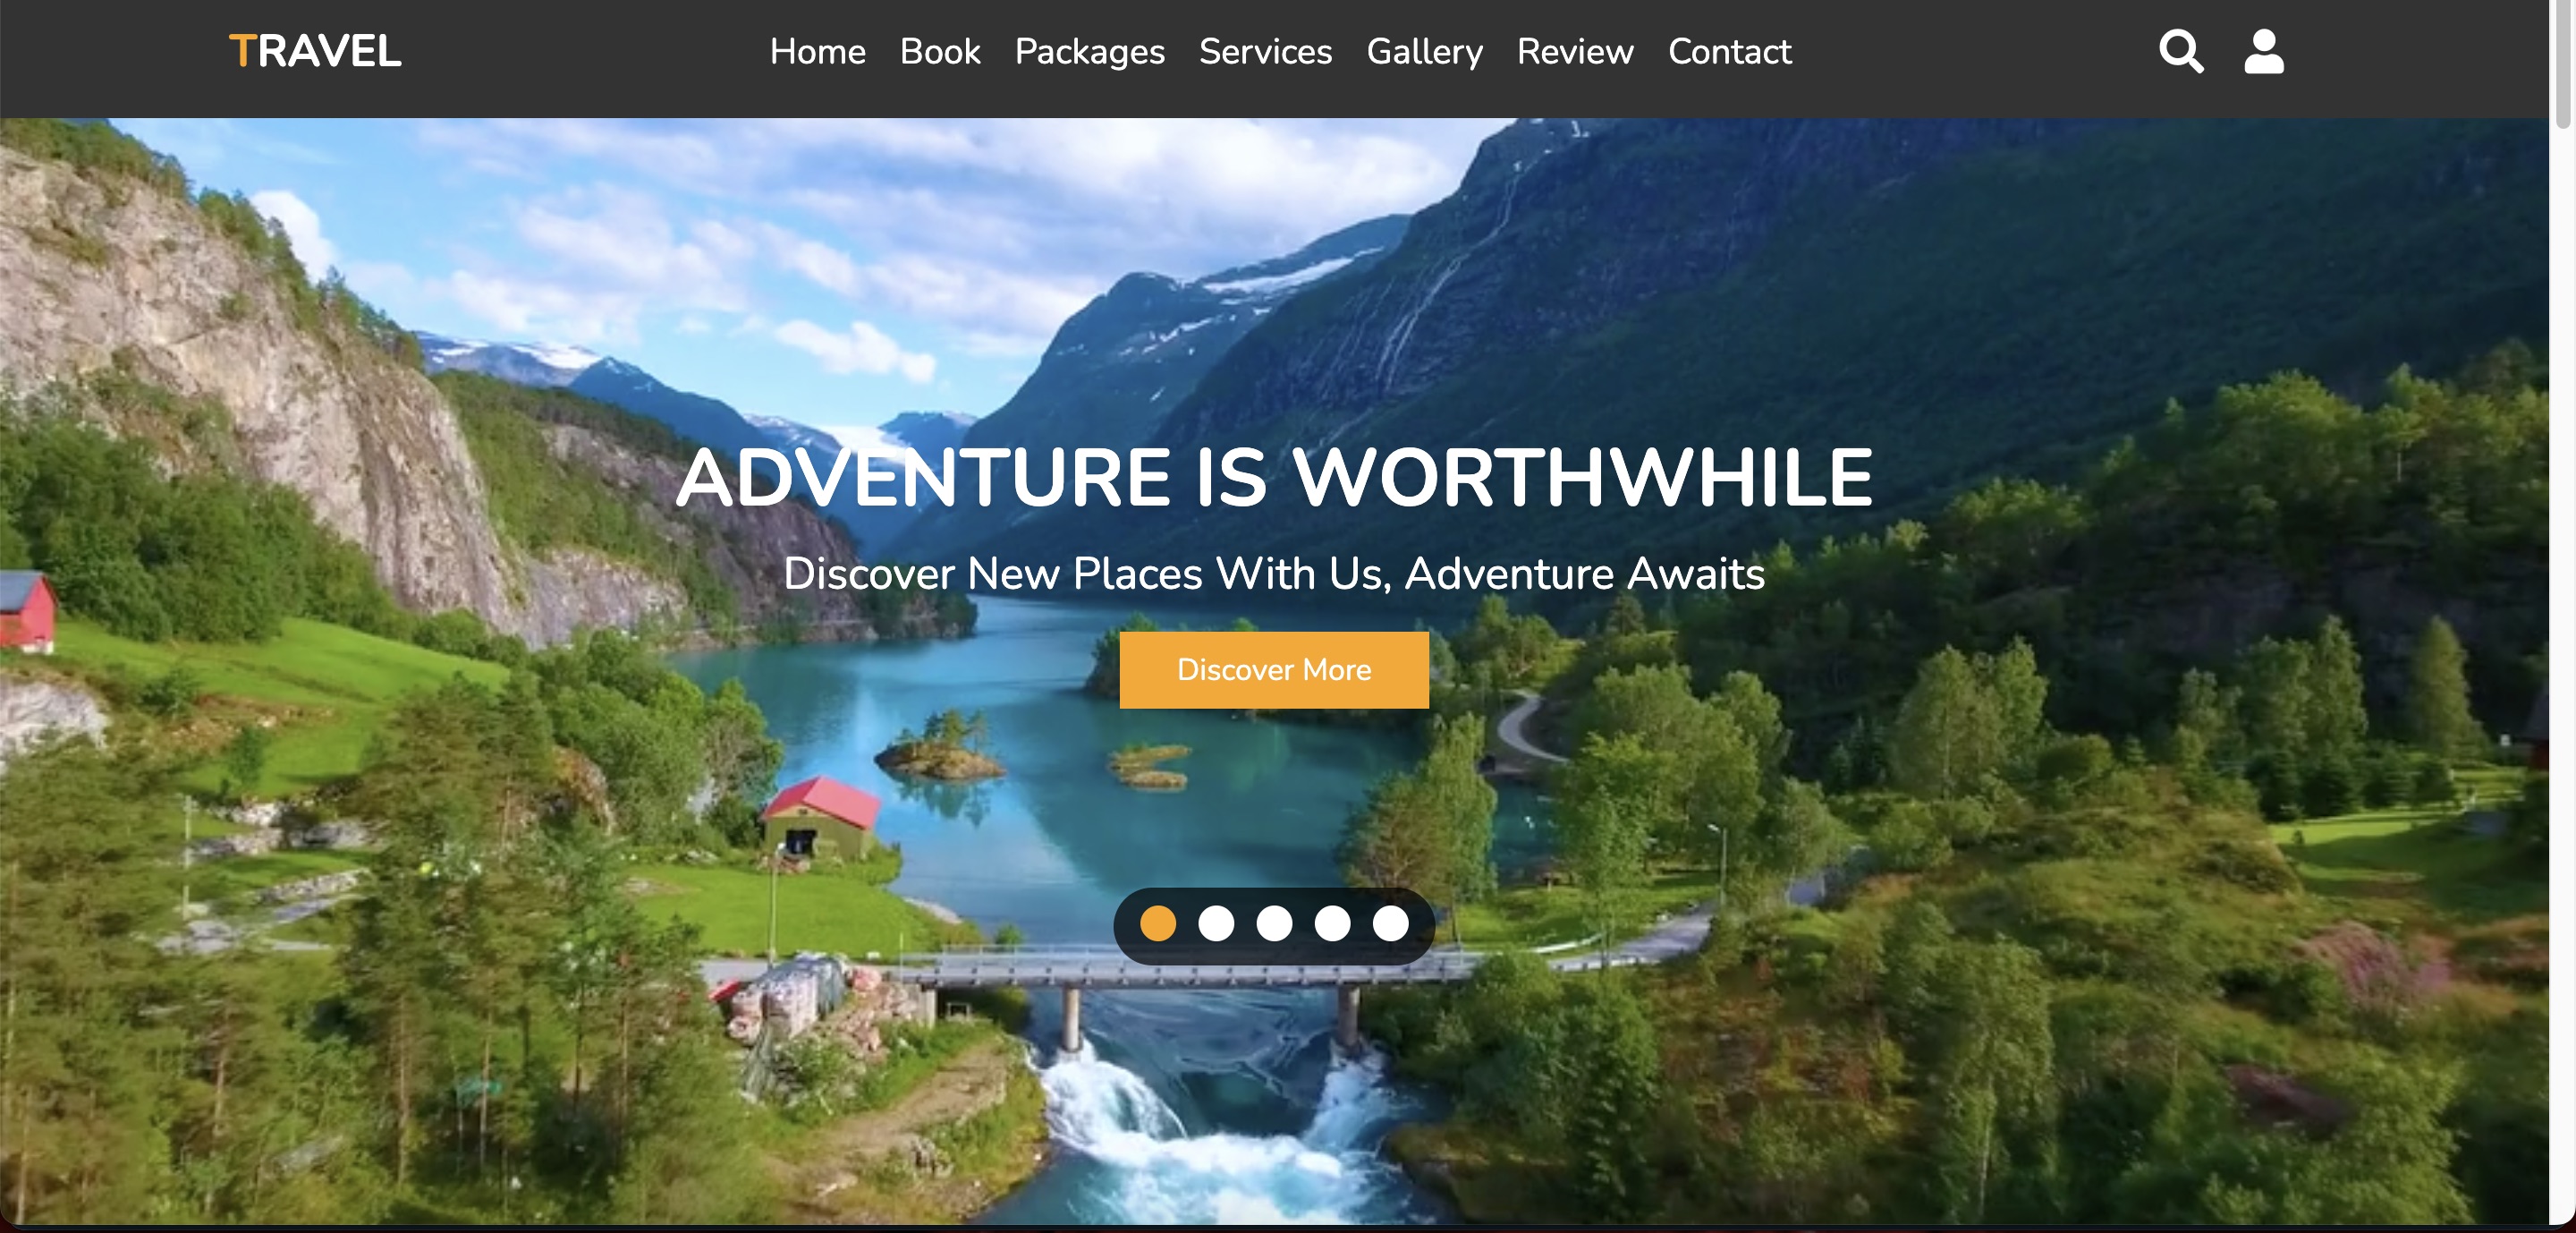 TRAVEL
Home Book Packages Services Gallery Review Contact
ADVENTURE IS WORTHWHILE
Discover New Places With Us, Adventure Awaits
Discover More